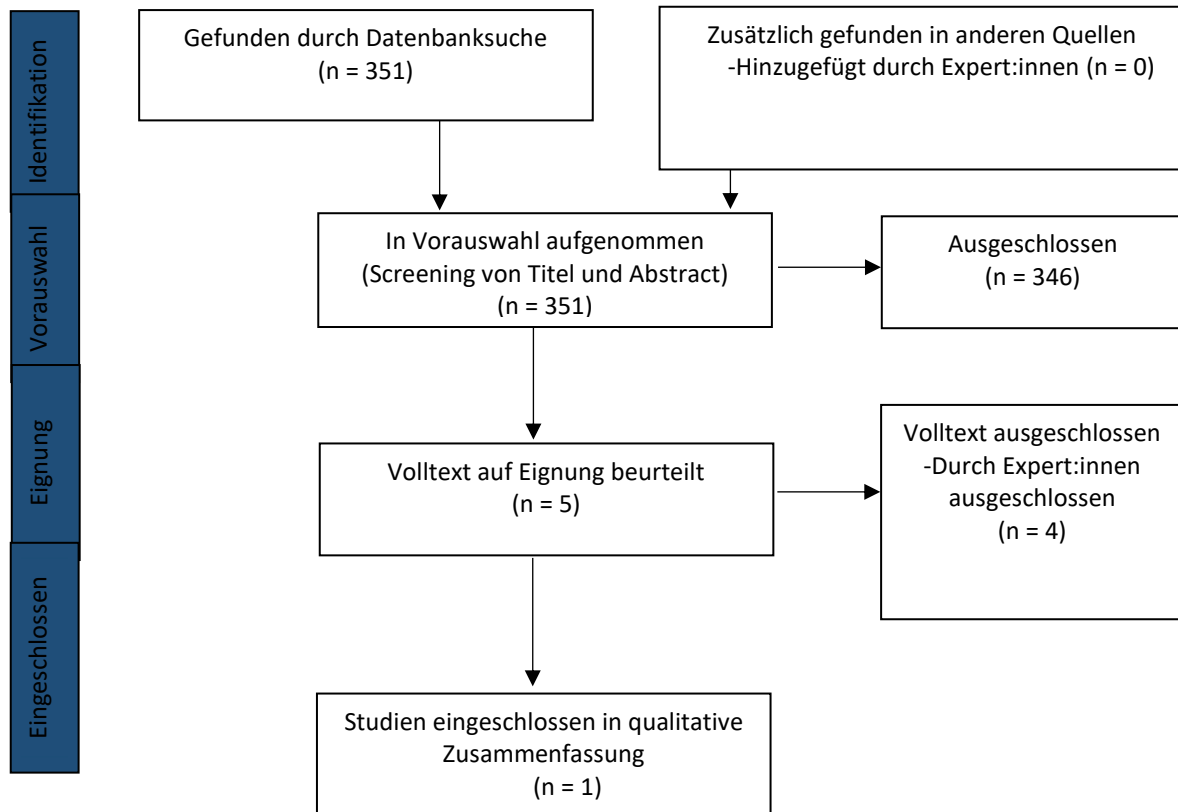 Identifikation
Gefunden durch Datenbanksuche
(n = 351)
Zusätzlich gefunden in anderen Quellen
-Hinzugefügt durch Expert:innen (n = 0)
Vorauswahl
In Vorauswahl aufgenommen
(Screening von Titel und Abstract)
(n = 351)
Ausgeschlossen
(n = 346)
Eignung
Volltext auf Eignung beurteilt
(n = 5)
Volltext ausgeschlossen
-Durch Expert:innen
ausgeschlossen
(n = 4)
Eingeschlossen
Studien eingeschlossen in qualitative
Zusammenfassung
(n = 1)